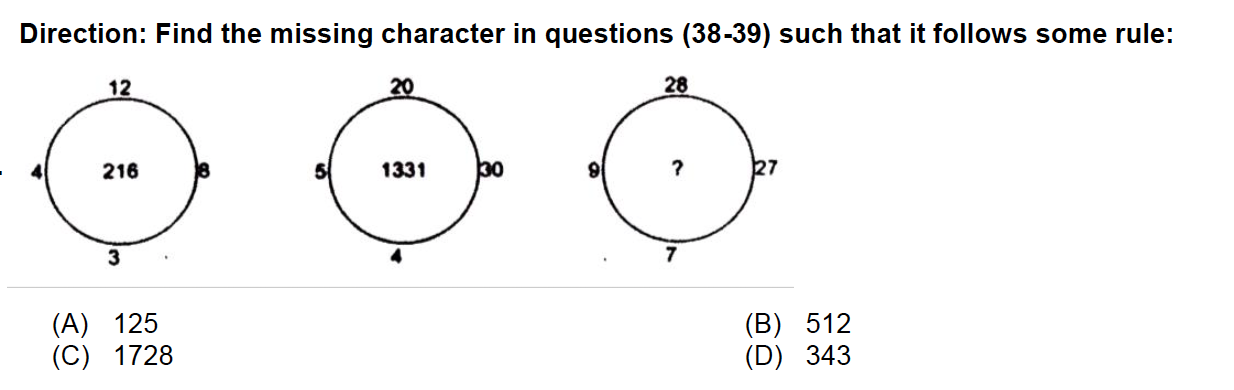 Direction: Find the missing character in questions (38-39) such that it follows some rule:
12 20 28
4 216 8 5 1331 30 9 ? 27
3 4 7
(A) 125 (B) 512
(C) 1728 (D) 343